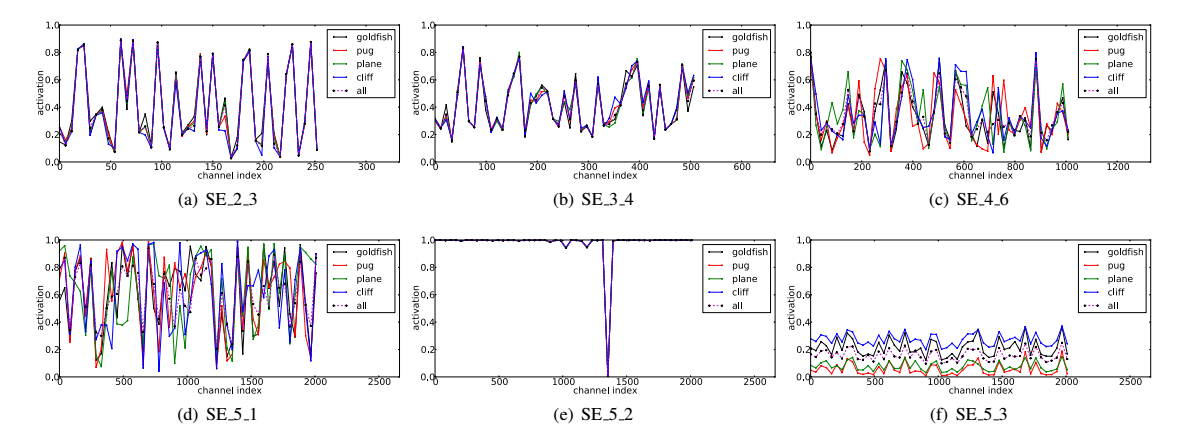 1.0
0.8
0.6
0.4
0.2
0.0
activation
0 50 100 150 200 250 300
channel index
goldfish
pug
plane
cliff
all
(a) SE_2_3
1.0
0.8
0.6
0.4
0.2
0.0
activation
0 100 200 300 400 500 600
channel index
goldfish
pug
plane
cliff
all
(b) SE_3_4
1.0
0.8
0.6
0.4
0.2
0.0
activation
0 200 400 600 800 1000 1200
channel index
goldfish
pug
plane
cliff
all
(c) SE_4_6
1.0
0.8
0.6
0.4
0.2
0.0
activation
0 500 1000 1500 2000 2500
channel index
goldfish
pug
plane
cliff
all
(d) SE_5_1
1.0
0.8
0.6
0.4
0.2
0.0
activation
0 500 1000 1500 2000 2500
channel index
goldfish
pug
plane
cliff
all
(e) SE_5_2
1.0
0.8
0.6
0.4
0.2
0.0
activation
0 500 1000 1500 2000 2500
channel index
goldfish
pug
plane
cliff
all
(f) SE_5_3